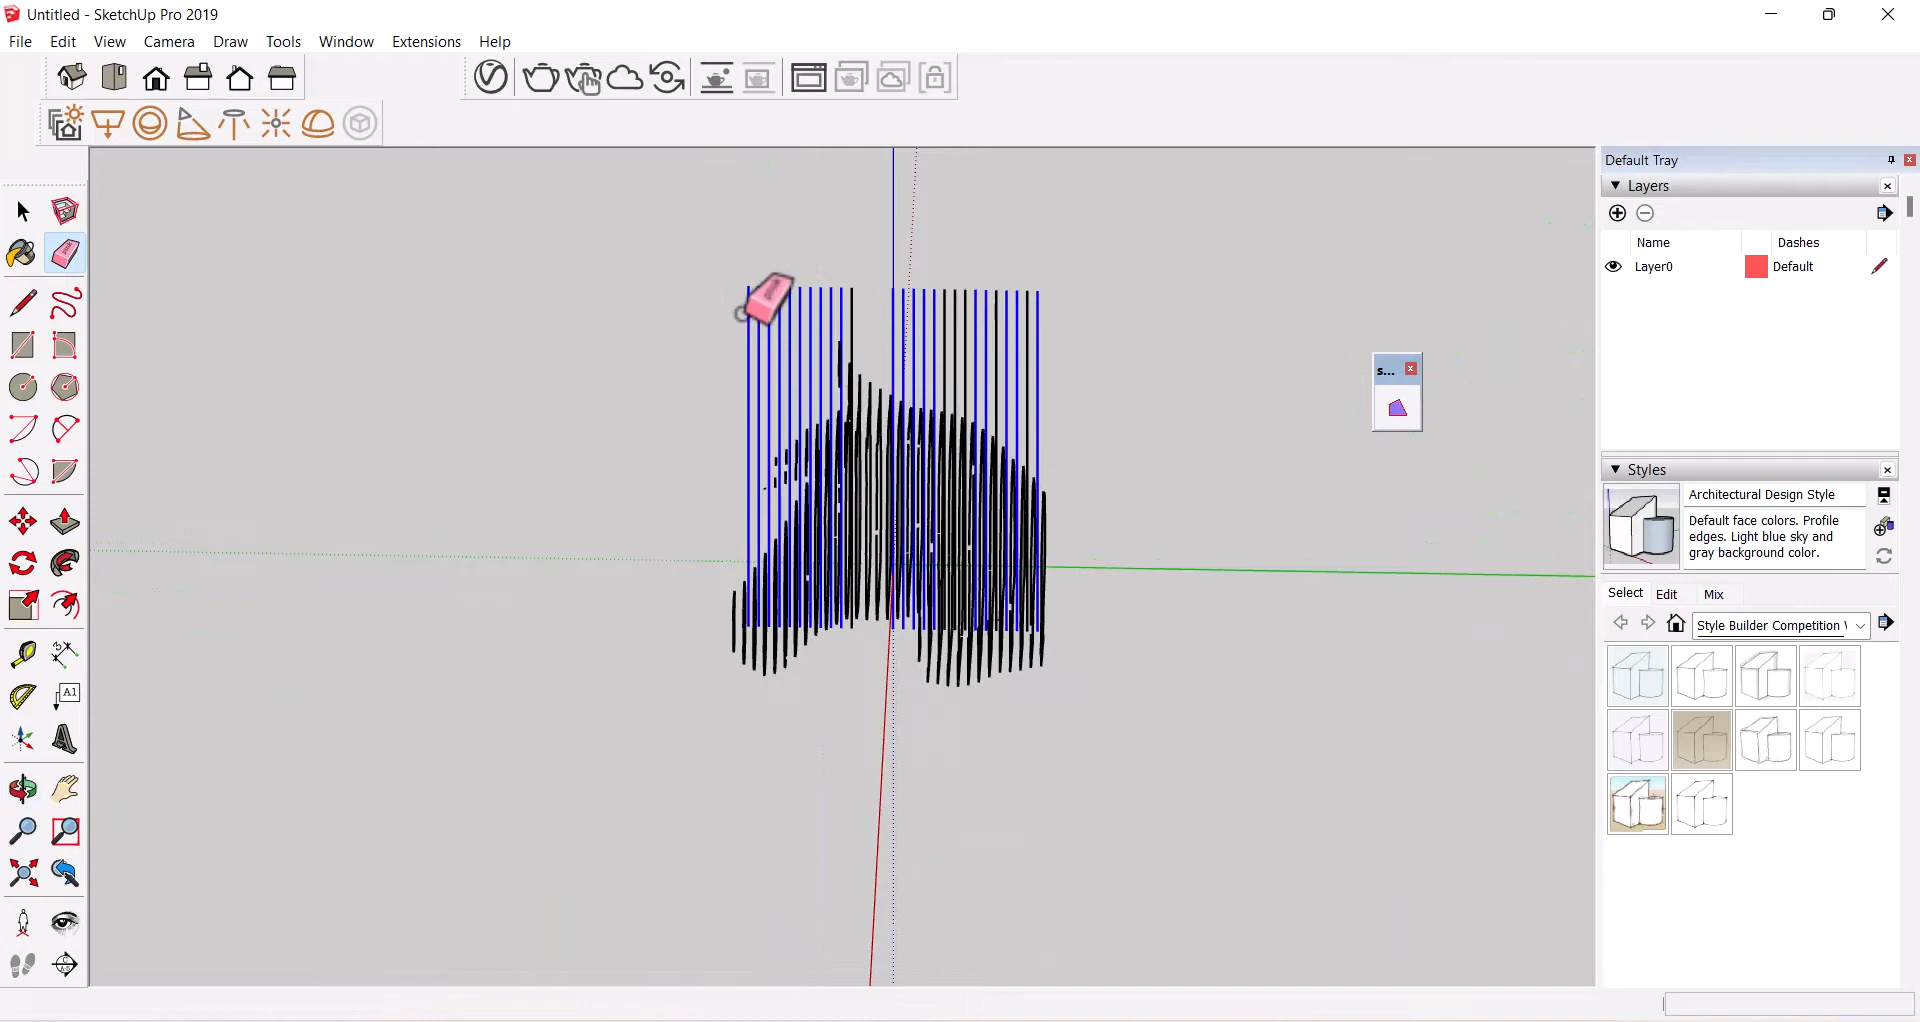 Untitled - SketchUp Pro 2019
File Edit View Camera Draw Tools Window Extensions Help
Default Tray
Layers
Name Dashes
Layer0 Default
s...
Styles
Architectural Design Style
Default face colors. Profile
edges. Light blue sky and
gray background color.
Select Edit Mix
Style Builder Competition
A1